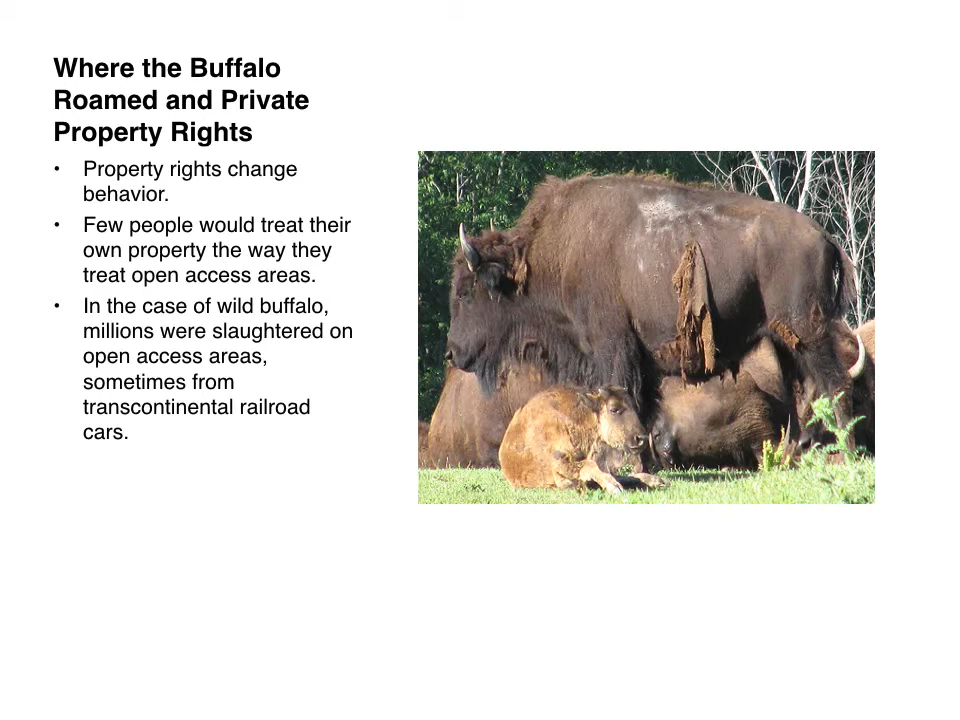 Where the Buffalo
Roamed and Private
Property Rights
• Property rights change
behavior.
• Few people would treat their
own property the way they
treat open access areas.
• In the case of wild buffalo,
millions were slaughtered on
open access areas,
sometimes from
transcontinental railroad
cars.